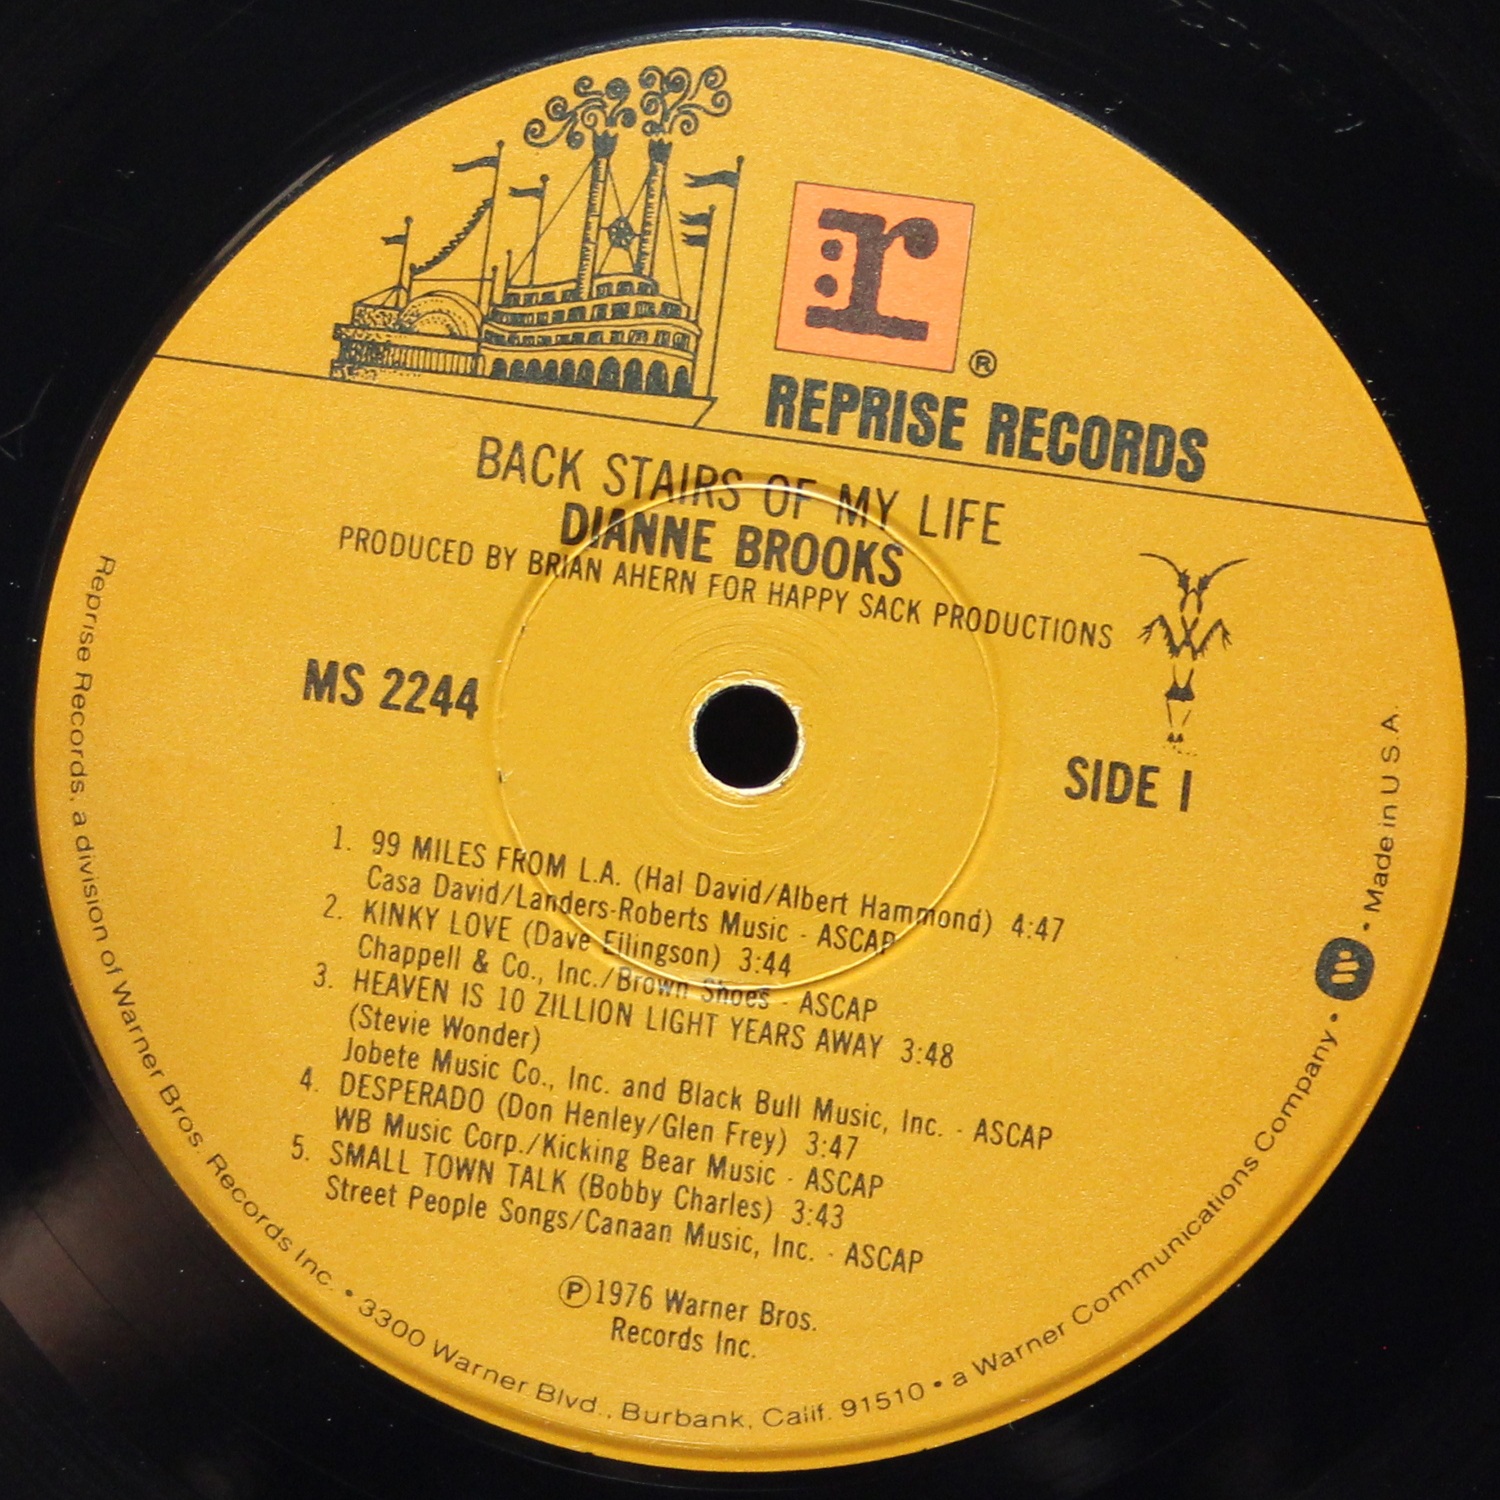 r:
®
REPRISE RECORDS
BACK STAIRS OF MY LIFE
DIANNE BROOKS
PRODUCED BY BRIAN AHERN FOR HAPPY SACK PRODUCTIONS
MS 2244
SIDE I
1. 99 MILES FROM L.A. (Hal David/Albert Hammond) 4:47
Casa David/Landers-Roberts Music - ASCAP
2. KINKY LOVE (Dave Ellingson) 3:44
Chappell & Co., Inc./Brown Shoes - ASCAP
3. HEAVEN IS 10 ZILLION LIGHT YEARS AWAY 3:48
(Stevie Wonder)
Jobete Music Co., Inc. and Black Bull Music, Inc. - ASCAP
4. DESPERADO (Don Henley/Glen Frey) 3:47
WB Music Corp./Kicking Bear Music - ASCAP
5. SMALL TOWN TALK (Bobby Charles) 3:43
Street People Songs/Canaan Music, Inc. - ASCAP
Ⓟ1976 Warner Bros.
Records Inc.
Reprise Records, a division of Warner Bros. Records Inc. • 3300 Warner Blvd., Burbank, Calif. 91510 • a Warner Communications Company • W • Made in U.S.A.